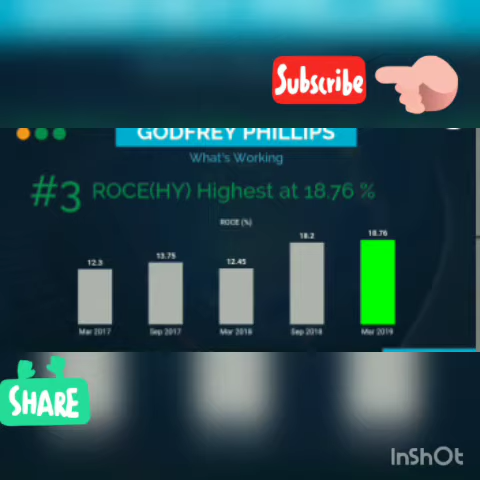 Subscribe
GODFREY PHILLIPS
What's Working
#3 ROCE(HY) Highest at 18.76 %
ROCE (%)
12.3 13.75 12.45 18.2 18.76
Mar 2017 Sep 2017 Mar 2018 Sep 2018 Mar 2019
SHARE
InShOt